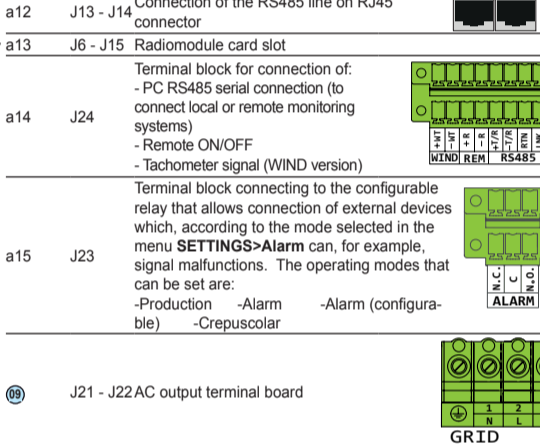 a12 J13 - J14 Connection of the RS485 line on RJ45
connector
a13 J6 - J15 Radiomodule card slot
Terminal block for connection of:
- PC RS485 serial connection (to
connect local or remote monitoring
systems)
- Remote ON/OFF
- Tachometer signal (WIND version)
a14 J24
+WT -WT +R -R +T/R -T/R RTN
WIND REM RS485
Terminal block connecting to the configurable
relay that allows connection of external devices
which, according to the mode selected in the
menu SETTINGS>Alarm can, for example,
signal malfunctions. The operating modes that
can be set are:
-Production -Alarm -Alarm (configura-
ble) -Crepuscolar
a15 J23
N.C. C N.O.
ALARM
09 J21 - J22 AC output terminal board
1 2
N L
GRID